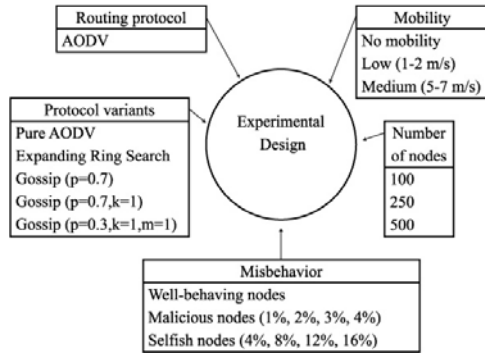 Routing protocol
AODV
Mobility
No mobility
Low (1-2 m/s)
Medium (5-7 m/s)
Protocol variants
Pure AODV
Expanding Ring Search
Gossip (p=0.7)
Gossip (p=0.7,k=1)
Gossip (p=0.3,k=1,m=1)
Experimental
Design
Number
of nodes
100
250
500
Misbehavior
Well-behaving nodes
Malicious nodes (1%, 2%, 3%, 4%)
Selfish nodes (4%, 8%, 12%, 16%)